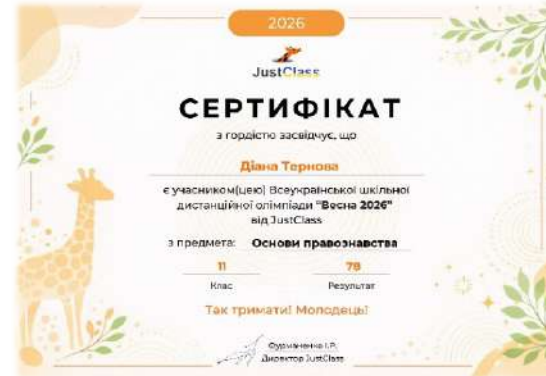 2026
JustClass
СЕРТИФІКАТ
з гордістю засвідчує, що
Діана Тернова
є учасником(цею) Всеукраїнської шкільної
дистанційної олімпіади "Весна 2026"
від JustClass
з предмета: Основи правознавства
11 78
Клас Результат
Так тримати! Молодець!
Фурманенко І.Р.
Директор JustClass